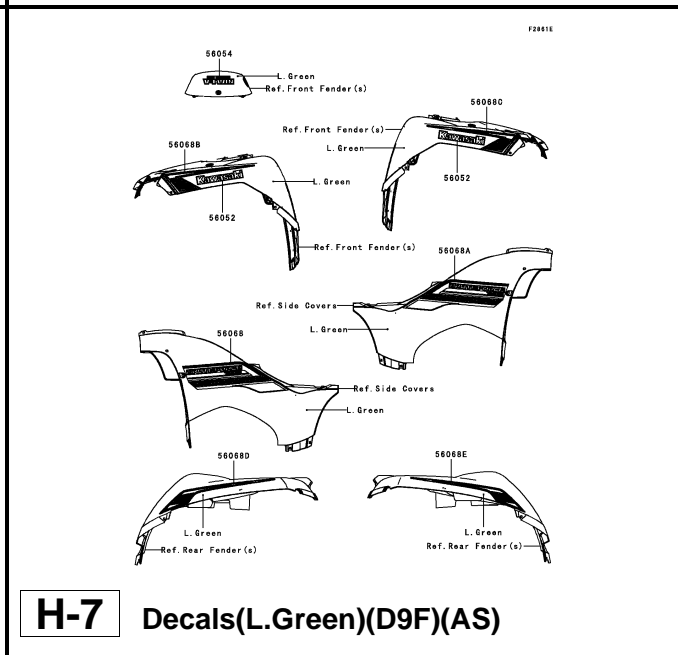 F2861E
56054
L.Green
Ref.Front Fender(s)
56068C
Ref.Front Fender(s)
L.Green
Kawasaki
56052
56068B
Kawasaki
L.Green
56052
Ref.Front Fender(s)
56068A
Ref.Side Covers
L.Green
56068
Ref.Side Covers
L.Green
56068D
L.Green
Ref.Rear Fender(s)
56068E
L.Green
Ref.Rear Fender(s)
H-7 Decals(L.Green)(D9F)(AS)